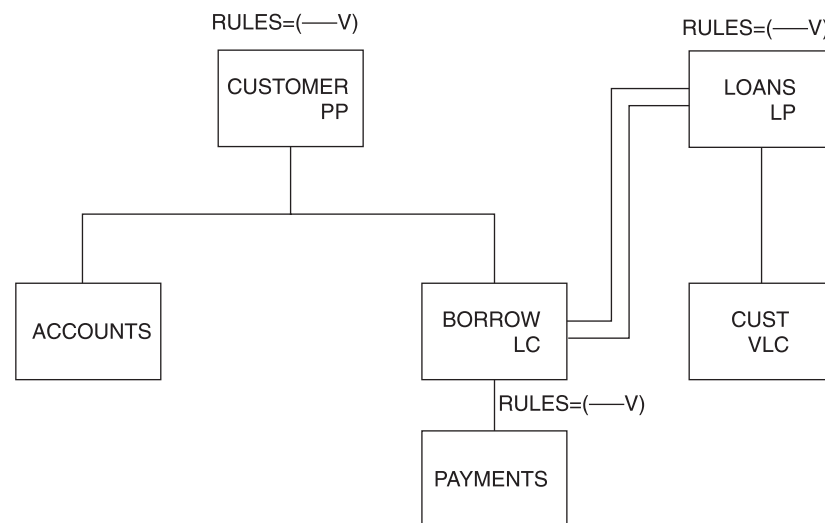 RULES=(——V)
RULES=(——V)
CUSTOMER
PP
LOANS
LP
ACCOUNTS
BORROW
LC
CUST
VLC
RULES=(——V)
PAYMENTS